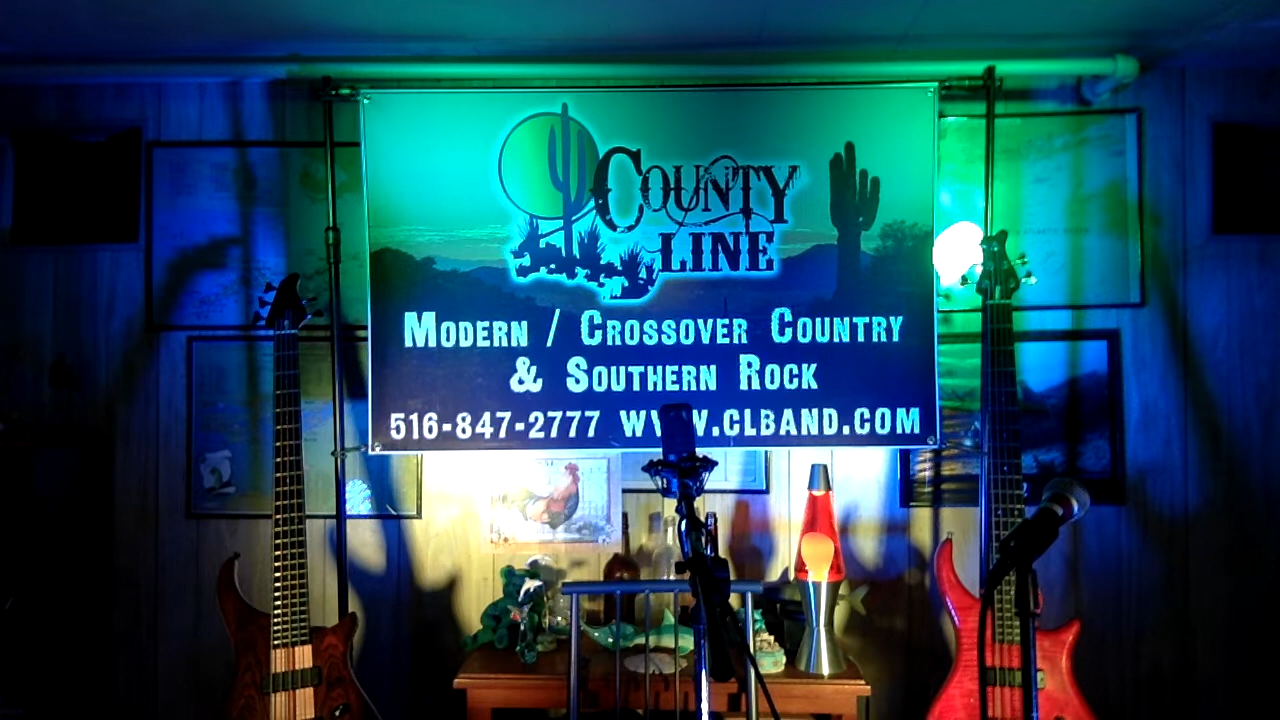 County
Line
Modern / Crossover Country
& Southern Rock
516-847-2777 www.clband.com